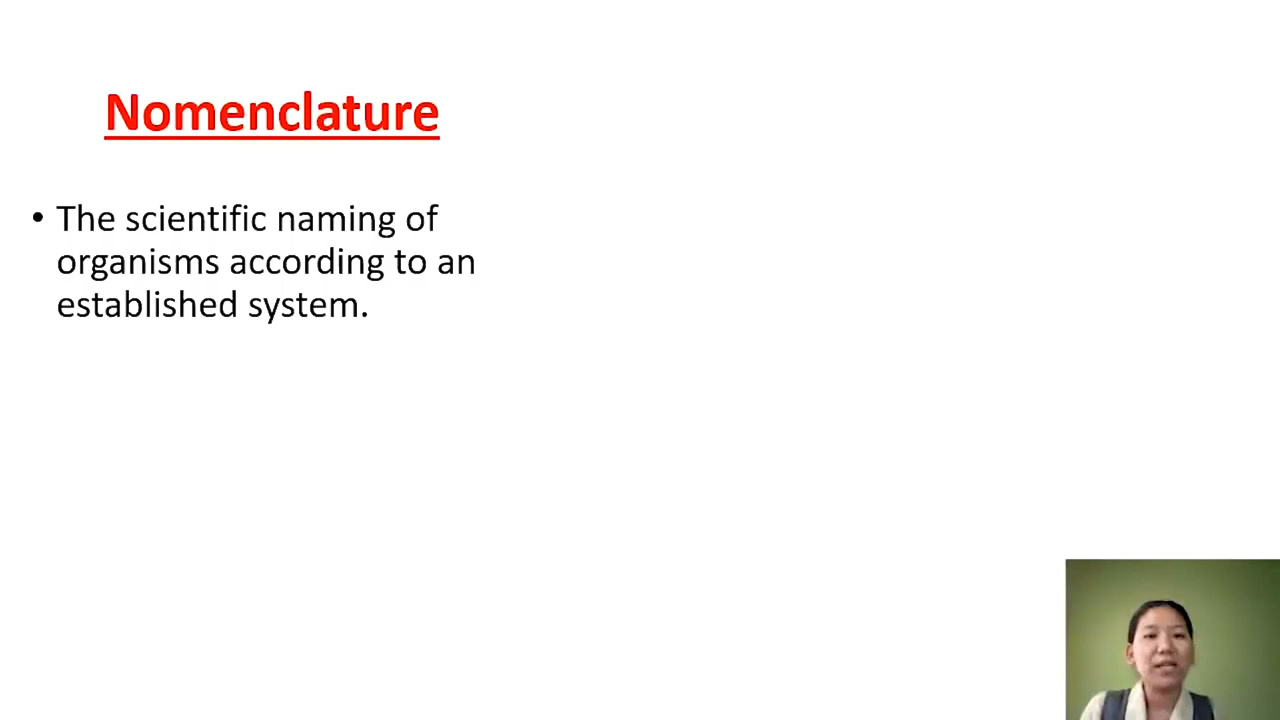 Nomenclature
• The scientific naming of
organisms according to an
established system.